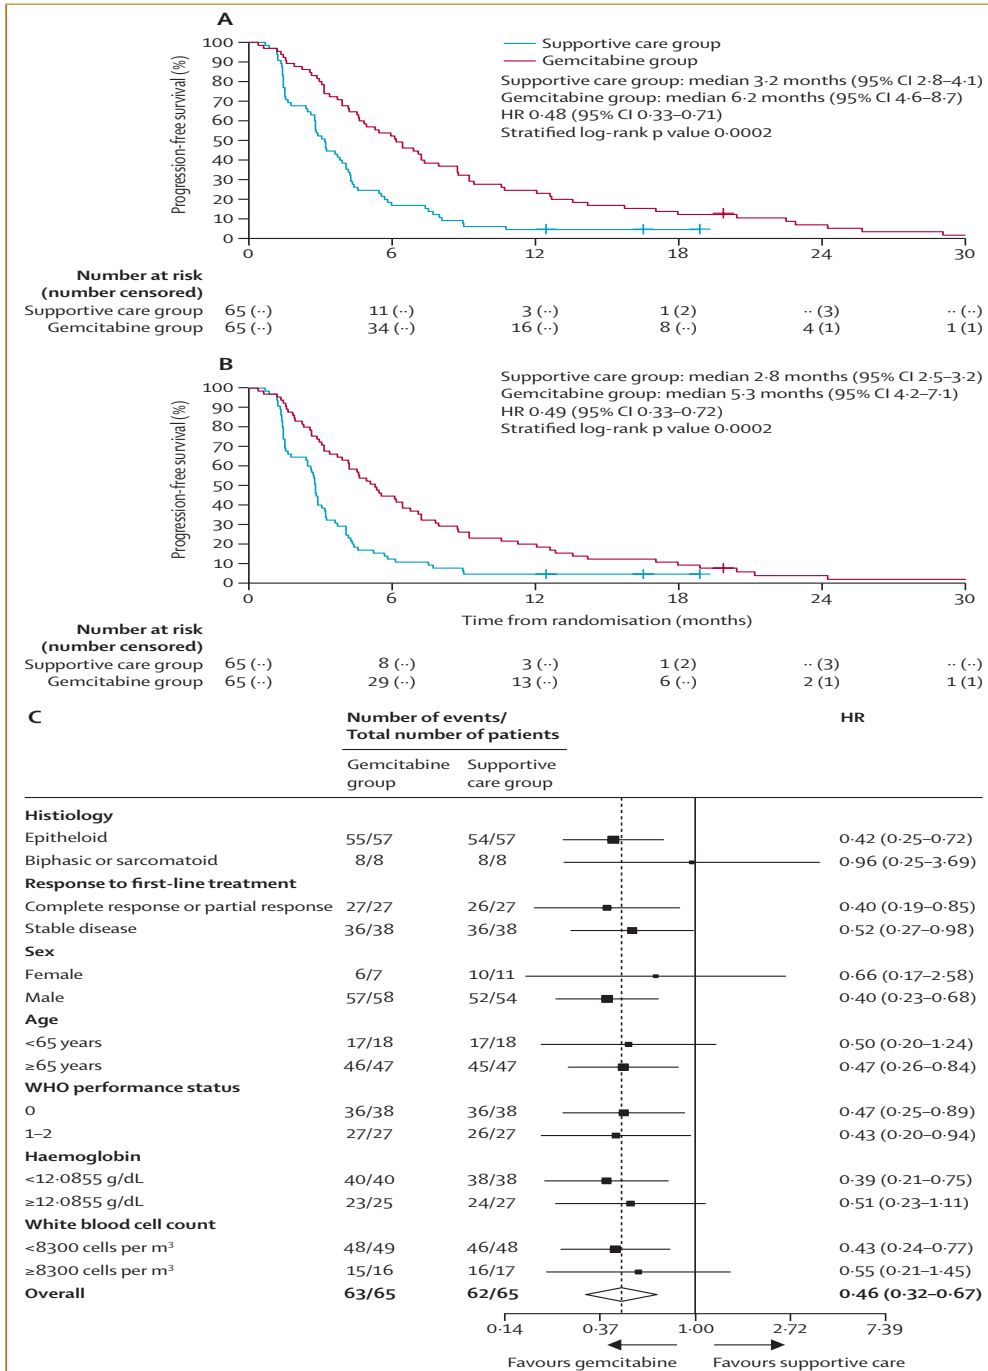 A
Progression-free survival (%)
100
90
80
70
60
50
40
30
20
10
0
0 6 12 18 24 30
Supportive care group
Gemcitabine group
Supportive care group: median 3·2 months (95% CI 2·8–4·1)
Gemcitabine group: median 6·2 months (95% CI 4·6–8·7)
HR 0·48 (95% CI 0·33–0·71)
Stratified log-rank p value 0·0002
Number at risk
(number censored)
Supportive care group 65 (··) 11 (··) 3 (··) 1 (2) ·· (3) ·· (··)
Gemcitabine group 65 (··) 34 (··) 16 (··) 8 (··) 4 (1) 1 (1)
B
Progression-free survival (%)
100
90
80
70
60
50
40
30
20
10
0
0 6 12 18 24 30
Supportive care group: median 2·8 months (95% CI 2·5–3·2)
Gemcitabine group: median 5·3 months (95% CI 4·2–7·1)
HR 0·49 (95% CI 0·33–0·72)
Stratified log-rank p value 0·0002
Time from randomisation (months)
Number at risk
(number censored)
Supportive care group 65 (··) 8 (··) 3 (··) 1 (2) ·· (3) ·· (··)
Gemcitabine group 65 (··) 29 (··) 13 (··) 6 (··) 2 (1) 1 (1)
C
Number of events/
Total number of patients
HR
Gemcitabine
group
Supportive
care group
Histology
Epitheloid 55/57 54/57 0·42 (0·25–0·72)
Biphasic or sarcomatoid 8/8 8/8 0·96 (0·25–3·69)
Response to first-line treatment
Complete response or partial response 27/27 26/27 0·40 (0·19–0·85)
Stable disease 36/38 36/38 0·52 (0·27–0·98)
Sex
Female 6/7 10/11 0·66 (0·17–2·58)
Male 57/58 52/54 0·40 (0·23–0·68)
Age
<65 years 17/18 17/18 0·50 (0·20–1·24)
≥65 years 46/47 45/47 0·47 (0·26–0·84)
WHO performance status
0 36/38 36/38 0·47 (0·25–0·89)
1–2 27/27 26/27 0·43 (0·20–0·94)
Haemoglobin
<12·0855 g/dL 40/40 38/38 0·39 (0·21–0·75)
≥12·0855 g/dL 23/25 24/27 0·51 (0·23–1·11)
White blood cell count
<8300 cells per m³ 48/49 46/48 0·43 (0·24–0·77)
≥8300 cells per m³ 15/16 16/17 0·55 (0·21–1·45)
Overall 63/65 62/65 0·46 (0·32–0·67)
0·14 0·37 1·00 2·72 7·39
Favours gemcitabine Favours supportive care